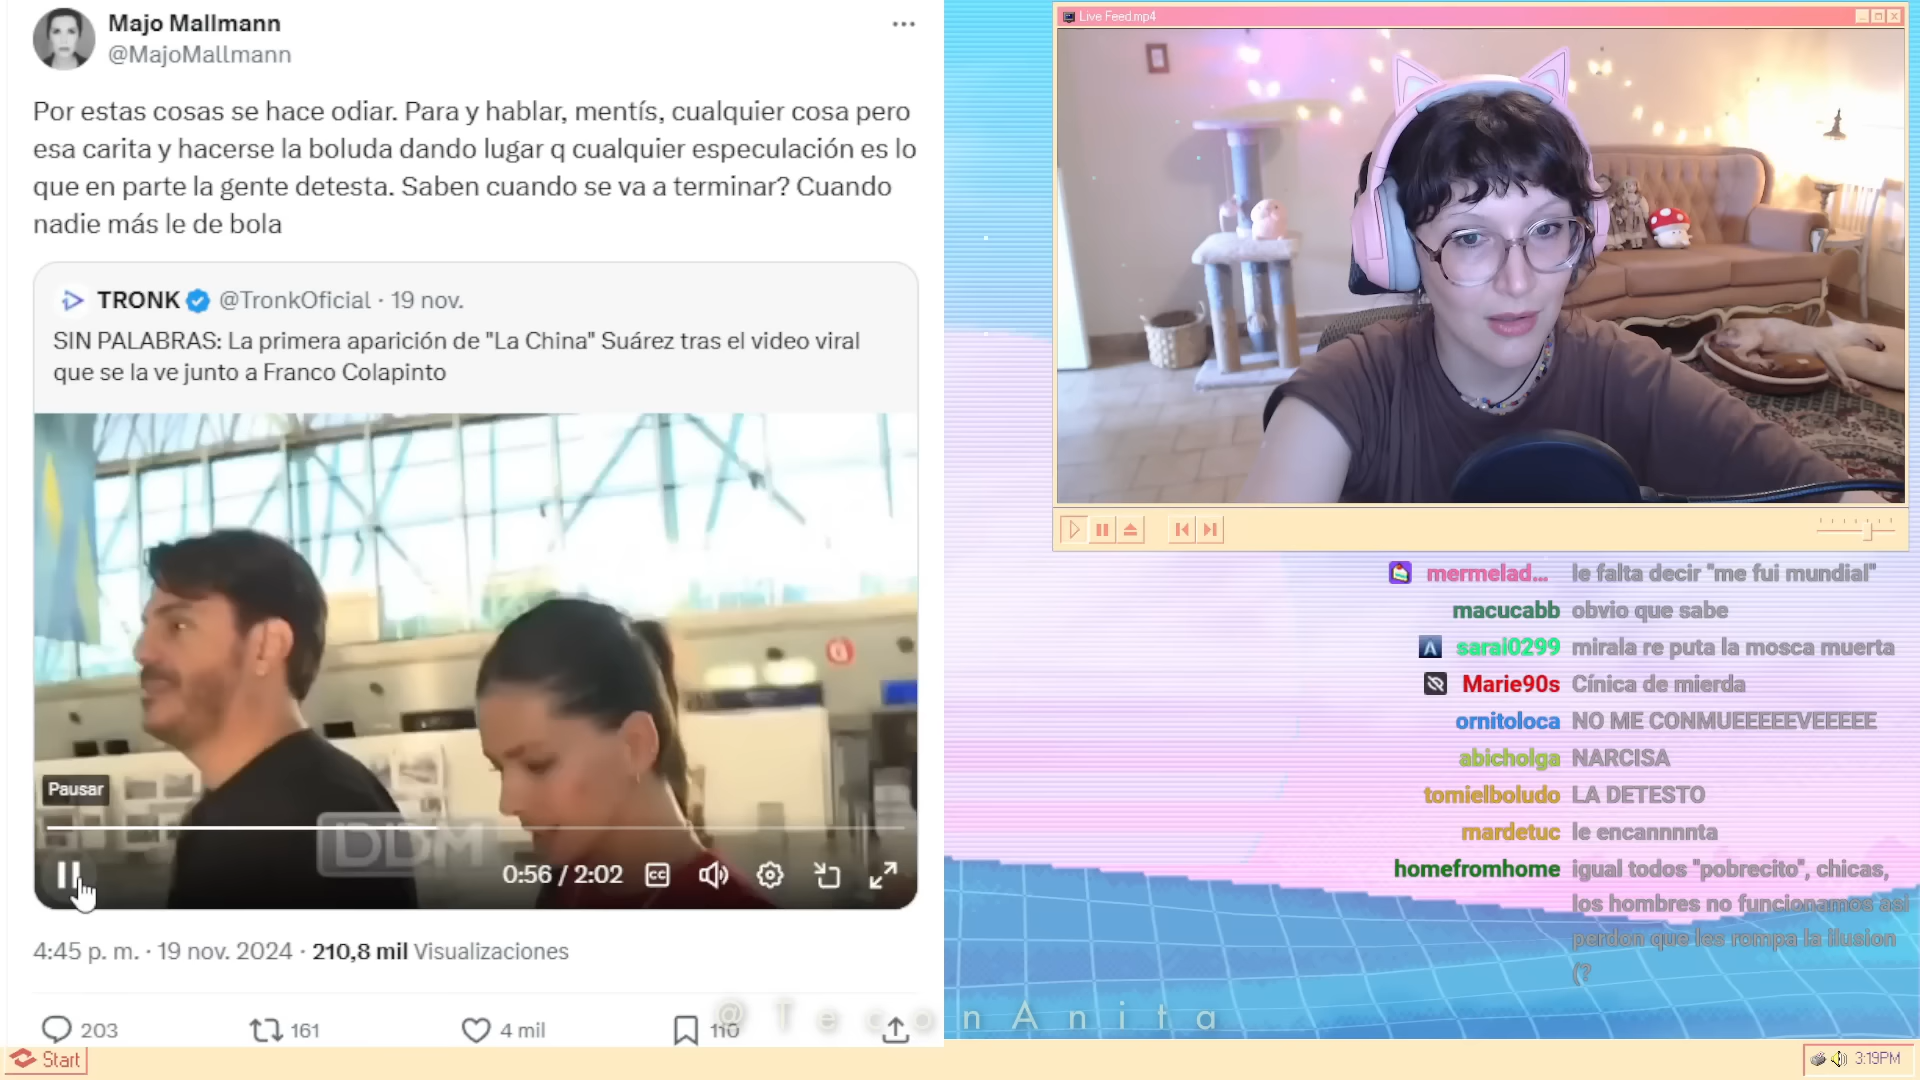 Majo Mallmann
@MajoMallmann
Por estas cosas se hace odiar. Para y hablar, mentís, cualquier cosa pero
esa carita y hacerse la boluda dando lugar q cualquier especulación es lo
que en parte la gente detesta. Saben cuando se va a terminar? Cuando
nadie más le de bola
TRONK @TronkOficial · 19 nov.
SIN PALABRAS: La primera aparición de "La China" Suárez tras el video viral
que se la ve junto a Franco Colapinto
Pausar
DDM
0:56 / 2:02
CC
4:45 p. m. · 19 nov. 2024 · 210,8 mil Visualizaciones
203
161
4 mil
110
@TeconAnita
Start
Live Feed.mp4
mermelad... le falta decir "me fui mundial"
macucabb obvio que sabe
A sarai0299 mirala re puta la mosca muerta
Marie90s Cínica de mierda
ornitoloca NO ME CONMUEEEEEVEEEEE
abicholga NARCISA
tomielboludo LA DETESTO
mardetuc le encannnnta
homefromhome igual todos "pobrecito", chicas,
los hombres no funcionamos asi
perdon que les rompa la ilusion
(?
3:19PM